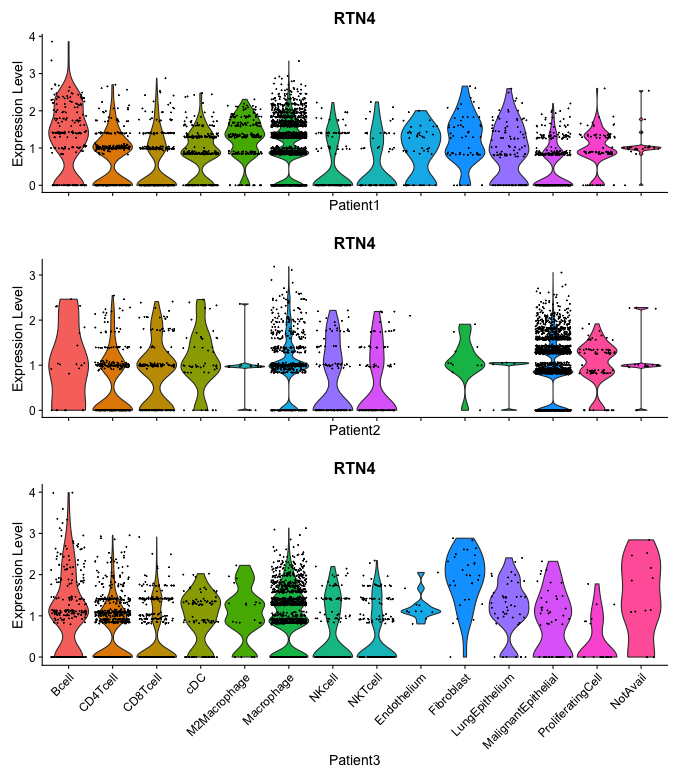 RTN4
Expression Level
4
3
2
1
0
Patient1
RTN4
Expression Level
3
2
1
0
Patient2
RTN4
Expression Level
4
3
2
1
0
Bcell
CD4Tcell
CD8Tcell
cDC
M2Macrophage
Macrophage
NKcell
NKTcell
Endothelium
Fibroblast
LungEpithelium
MalignantEpithelial
ProliferatingCell
NotAvail
Patient3